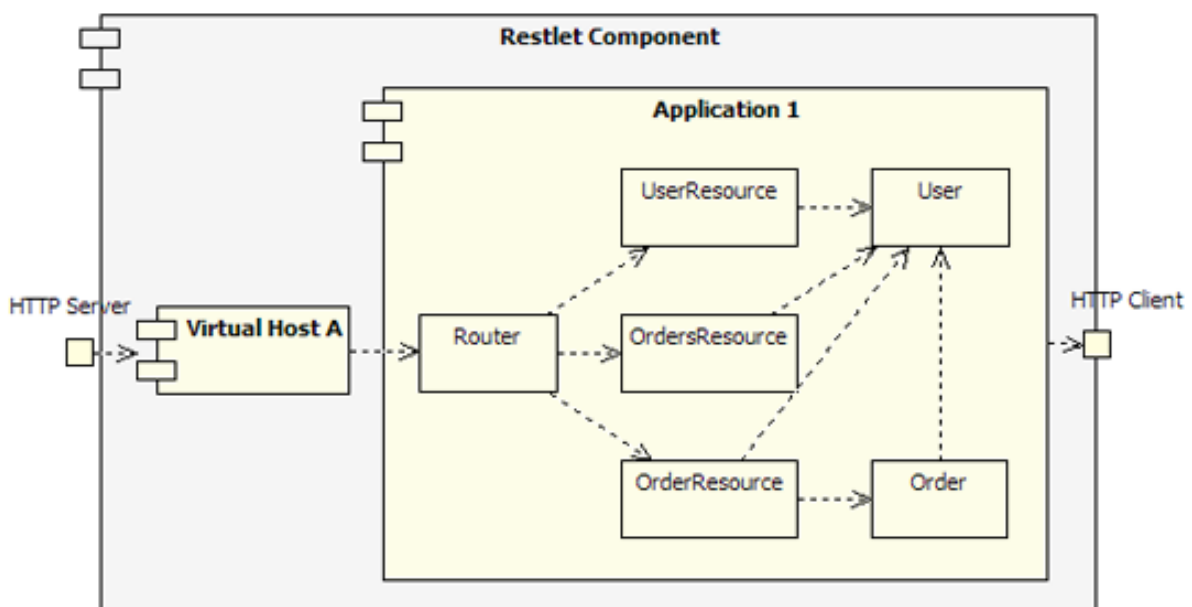 Restlet Component
Application 1
UserResource
User
HTTP Server
HTTP Client
Virtual Host A
Router
OrdersResource
OrderResource
Order